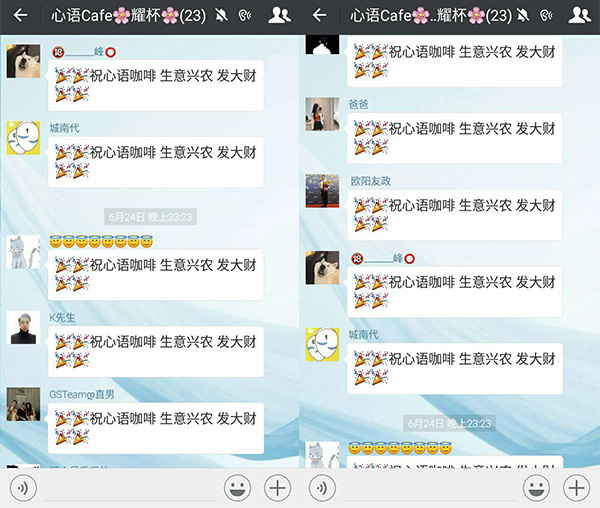 心语Cafe🌸耀杯🌸(23)
🔞_____峰⭕
🎉🎉祝心语咖啡 生意兴农 发大财
🎉🎉
城南代
🎉🎉祝心语咖啡 生意兴农 发大财
🎉🎉
6月24日 晚上23:23
😇😇😇😇😇😇😇😇
🎉🎉祝心语咖啡 生意兴农 发大财
🎉🎉
K先生
🎉🎉祝心语咖啡 生意兴农 发大财
🎉🎉
GSTeamღ直男
🎉🎉祝心语咖啡 生意兴农 发大财
🎉🎉
心语Cafe🌸..耀杯🌸(23)
🎉🎉祝心语咖啡 生意兴农 发大财
🎉🎉
爸爸
🎉🎉祝心语咖啡 生意兴农 发大财
🎉🎉
欧阳友政
🎉🎉祝心语咖啡 生意兴农 发大财
🎉🎉
🔞_____峰⭕
🎉🎉祝心语咖啡 生意兴农 发大财
🎉🎉
城南代
🎉🎉祝心语咖啡 生意兴农 发大财
🎉🎉
6月24日 晚上23:23
😇😇😇😇😇😇😇😇
🎉🎉祝心语咖啡 生意兴农 发大财